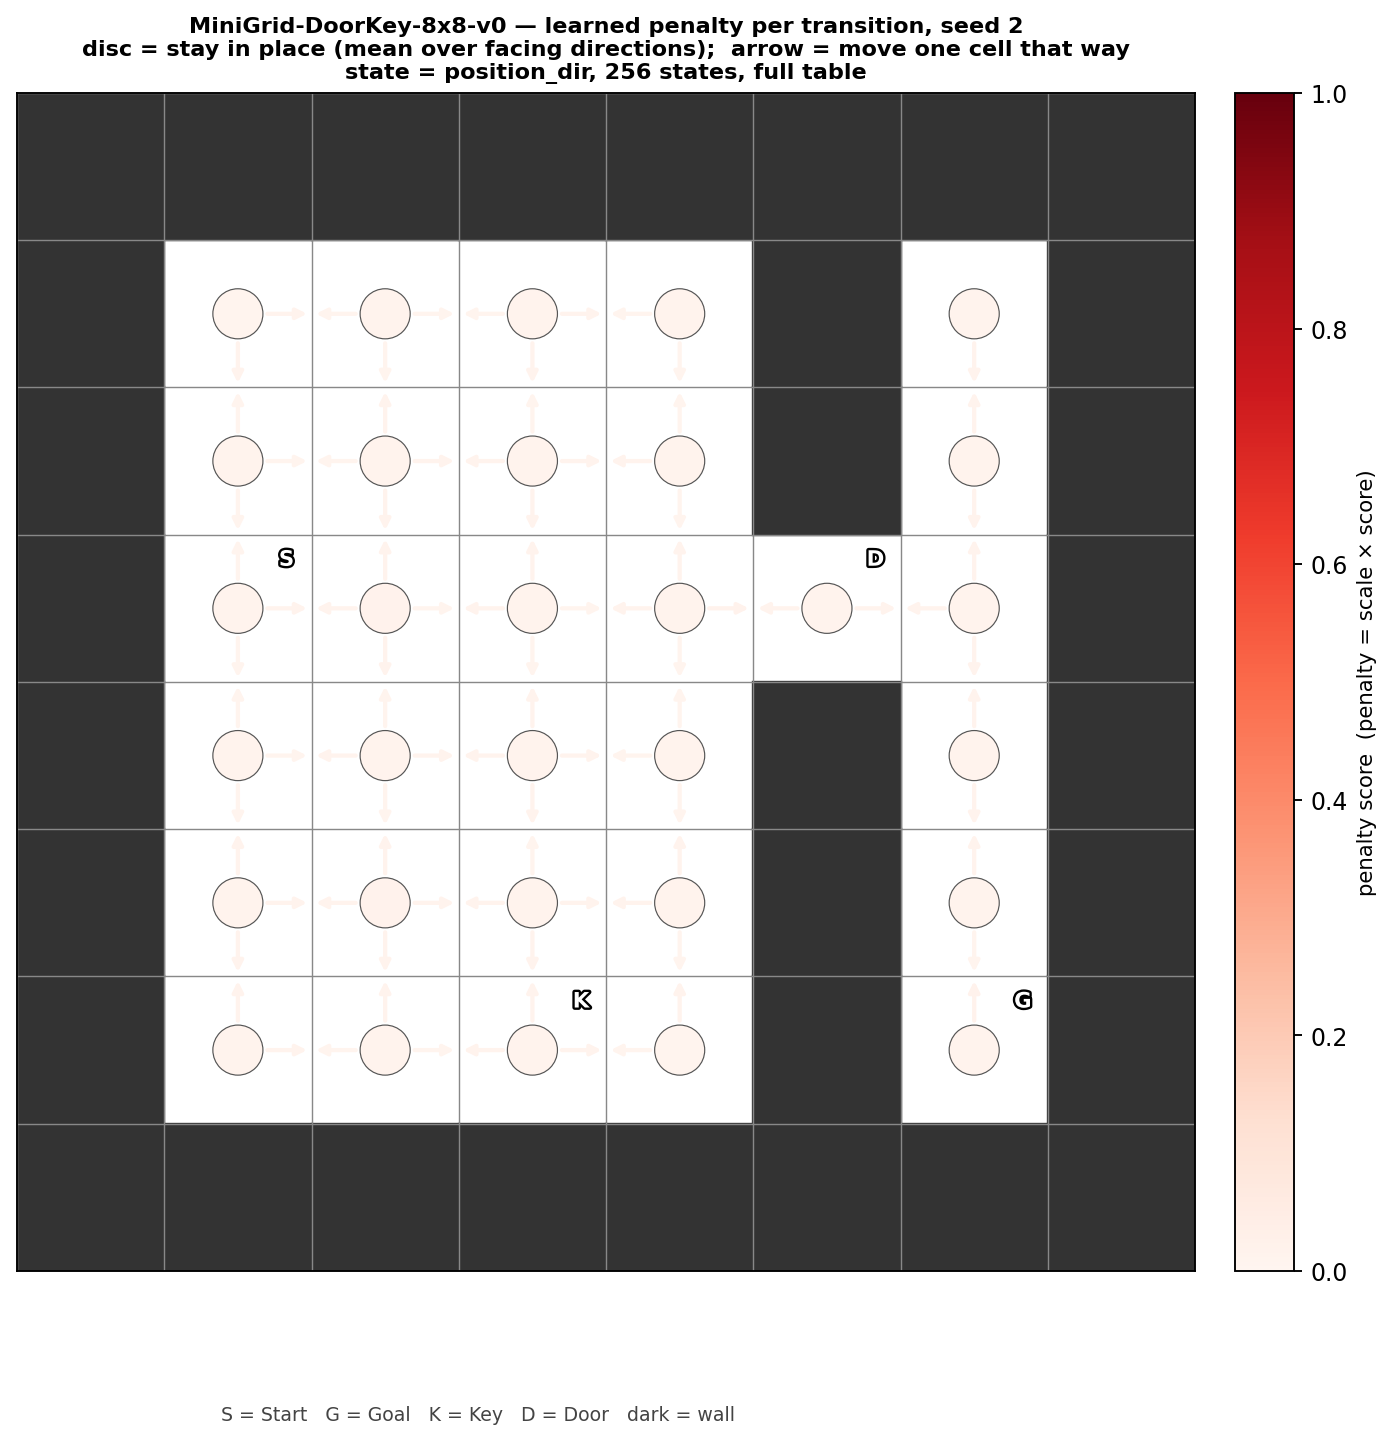 MiniGrid-DoorKey-8x8-v0 — learned penalty per transition, seed 2
disc = stay in place (mean over facing directions);  arrow = move one cell that way
state = position_dir, 256 states, full table
S
D
K
G
1.0
0.8
0.6
0.4
0.2
0.0
penalty score  (penalty = scale × score)
S = Start   G = Goal   K = Key   D = Door   dark = wall